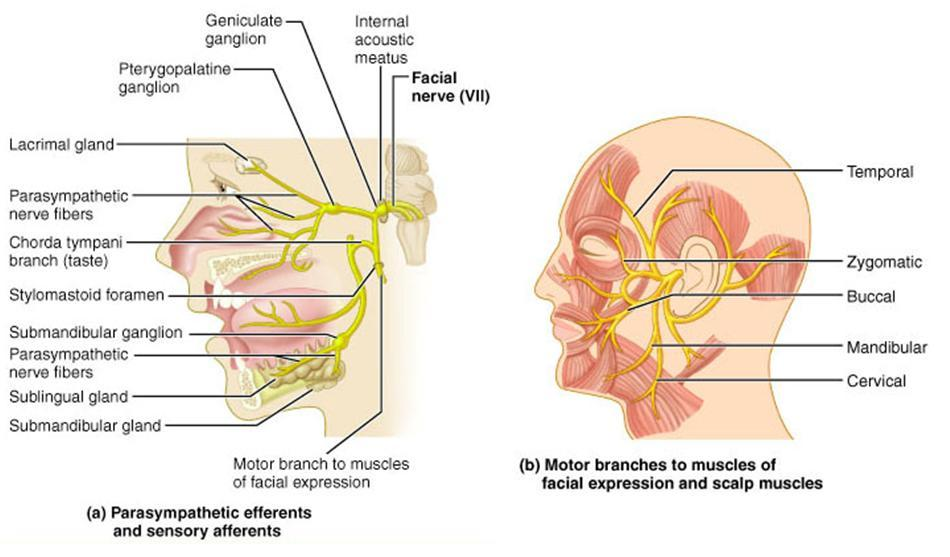 Geniculate
ganglion
Internal
acoustic
meatus
Pterygopalatine
ganglion
Facial
nerve (VII)
Lacrimal gland
Parasympathetic
nerve fibers
Chorda tympani
branch (taste)
Stylomastoid foramen
Submandibular ganglion
Parasympathetic
nerve fibers
Sublingual gland
Submandibular gland
Motor branch to muscles
of facial expression
(a) Parasympathetic efferents
and sensory afferents
Temporal
Zygomatic
Buccal
Mandibular
Cervical
(b) Motor branches to muscles of
facial expression and scalp muscles